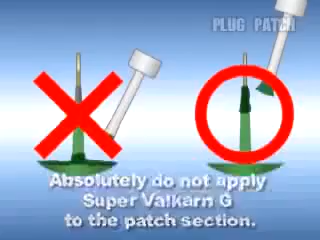 PLUG PATCH
Absolutely do not apply
Super Valkarn G
to the patch section.